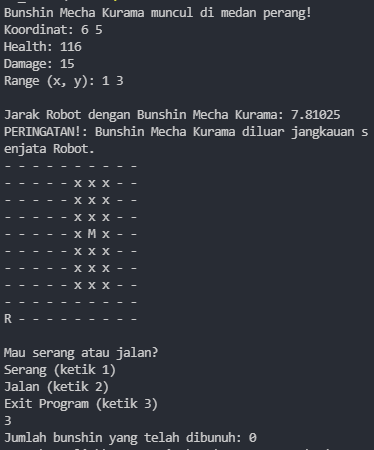 Bunshin Mecha Kurama muncul di medan perang!
Koordinat: 6 5
Health: 116
Damage: 15
Range (x, y): 1 3
Jarak Robot dengan Bunshin Mecha Kurama: 7.81025
PERINGATAN!: Bunshin Mecha Kurama diluar jangkauan s
enjata Robot.
- - - - - - - - - -
- - - - - x x x - -
- - - - - x x x - -
- - - - - x x x - -
- - - - - x M x - -
- - - - - x x x - -
- - - - - x x x - -
- - - - - x x x - -
- - - - - - - - - -
R - - - - - - - - -
Mau serang atau jalan?
Serang (ketik 1)
Jalan (ketik 2)
Exit Program (ketik 3)
3
Jumlah bunshin yang telah dibunuh: 0